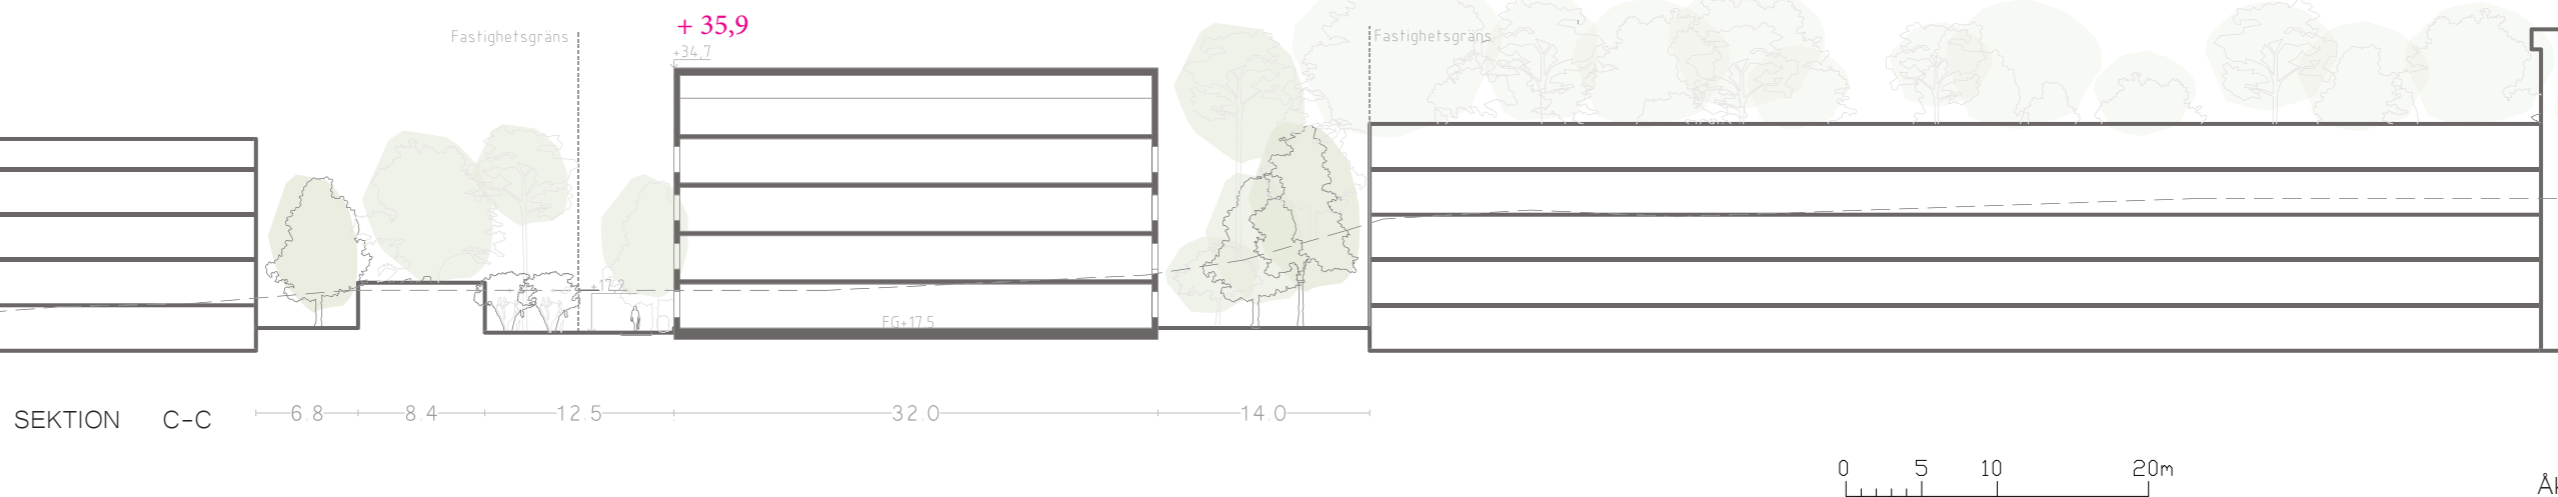 + 35,9
Fastighetsgräns
+34,7
Fastighetsgräns
+17.2
FG+17.5
SEKTION C-C
6.8 8.4 12.5 32.0 14.0
0 5 10 20m